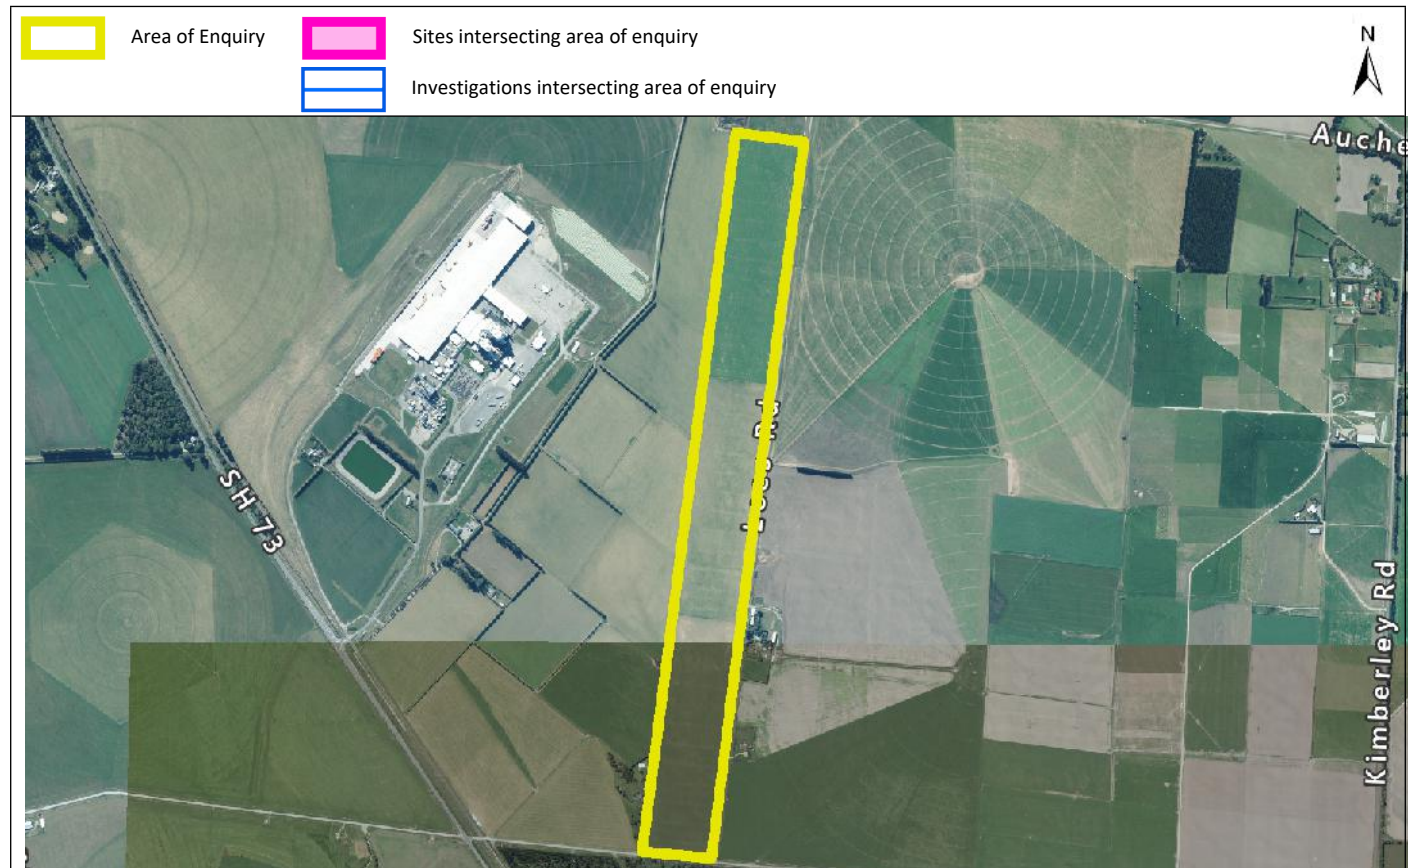 Area of Enquiry
Sites intersecting area of enquiry
N
Investigations intersecting area of enquiry
Auche
Rd
SH 73
Kimberley Rd